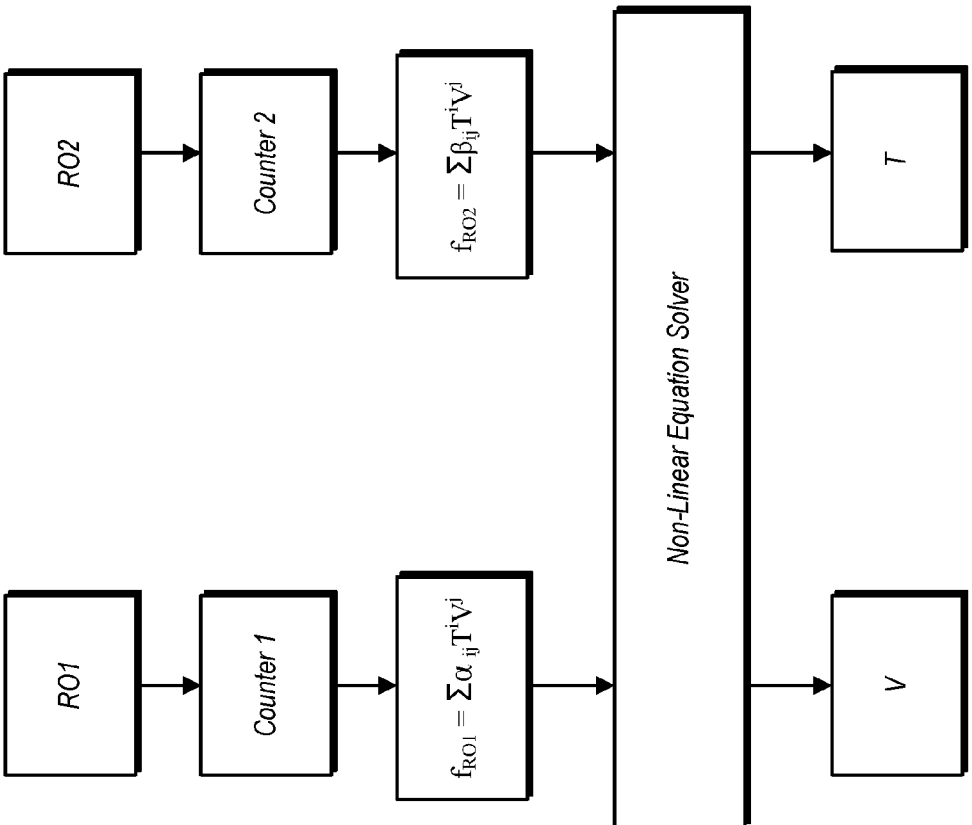 RO1
RO2
Counter 1
Counter 2
f_RO1 = Σα_ij T^i V^j
f_RO2 = Σβ_ij T^i V^j
Non-Linear Equation Solver
V
T